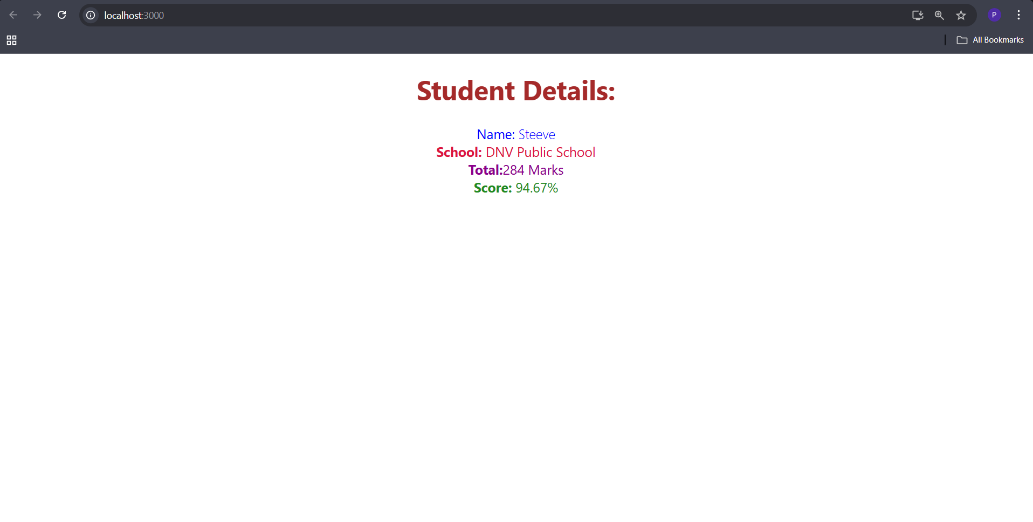 localhost:3000
P
All Bookmarks
Student Details:
Name: Steeve
School: DNV Public School
Total:284 Marks
Score: 94.67%